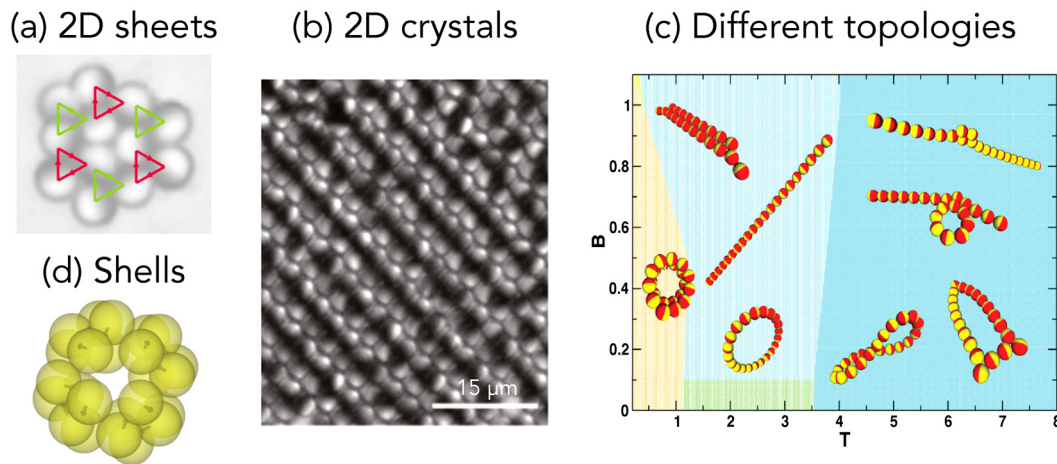 (a) 2D sheets
(b) 2D crystals
(c) Different topologies
(d) Shells
15 µm
1
0.8
0.6
B
0.4
0.2
0
1 2 3 4 5 6 7 8
T